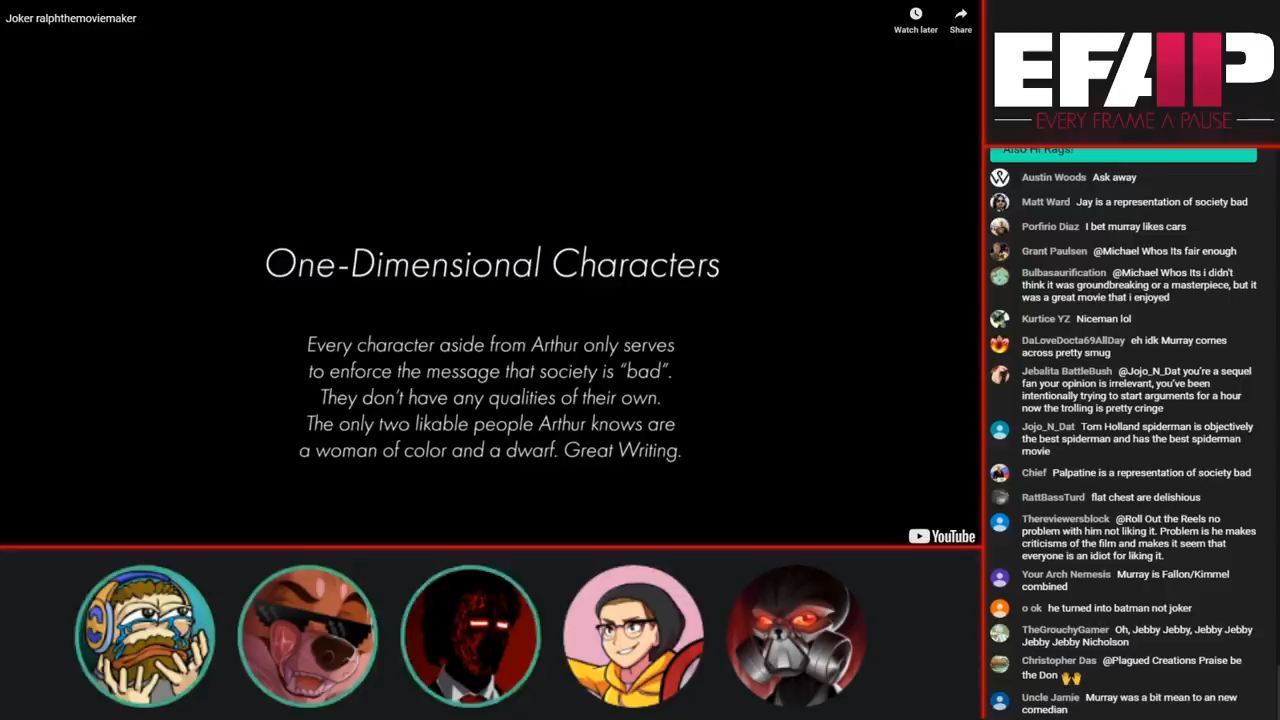 Joker ralphthemoviemaker
Watch later
Share
One-Dimensional Characters
Every character aside from Arthur only serves
to enforce the message that society is “bad”.
They don’t have any qualities of their own.
The only two likable people Arthur knows are
a woman of color and a dwarf. Great Writing.
YouTube
EFAP
EVERY FRAME A PAUSE
Also Hi Rags!
Austin Woods Ask away
Matt Ward Jay is a representation of society bad
Porfirio Diaz I bet murray likes cars
Grant Paulsen @Michael Whos Its fair enough
Bulbasaurification @Michael Whos Its i didn't
think it was groundbreaking or a masterpiece, but it
was a great movie that i enjoyed
Kurtice YZ Niceman lol
DaLoveDocta69AllDay eh idk Murray comes
across pretty smug
Jebalita BattleBush @Jojo_N_Dat you're a sequel
fan your opinion is irrelevant, you've been
intentionally trying to start arguments for a hour
now the trolling is pretty cringe
Jojo_N_Dat Tom Holland spiderman is objectively
the best spiderman and has the best spiderman
movie
Chief Palpatine is a representation of society bad
RattBassTurd flat chest are delishious
Thereviewersblock @Roll Out the Reels no
problem with him not liking it. Problem is he makes
criticisms of the film and makes it seem that
everyone is an idiot for liking it.
Your Arch Nemesis Murray is Fallon/Kimmel
combined
o ok he turned into batman not joker
TheGrouchyGamer Oh, Jebby Jebby, Jebby Jebby
Jebby Jebby Nicholson
Christopher Das @Plagued Creations Praise be
the Don 🙌
Uncle Jamie Murray was a bit mean to an new
comedian